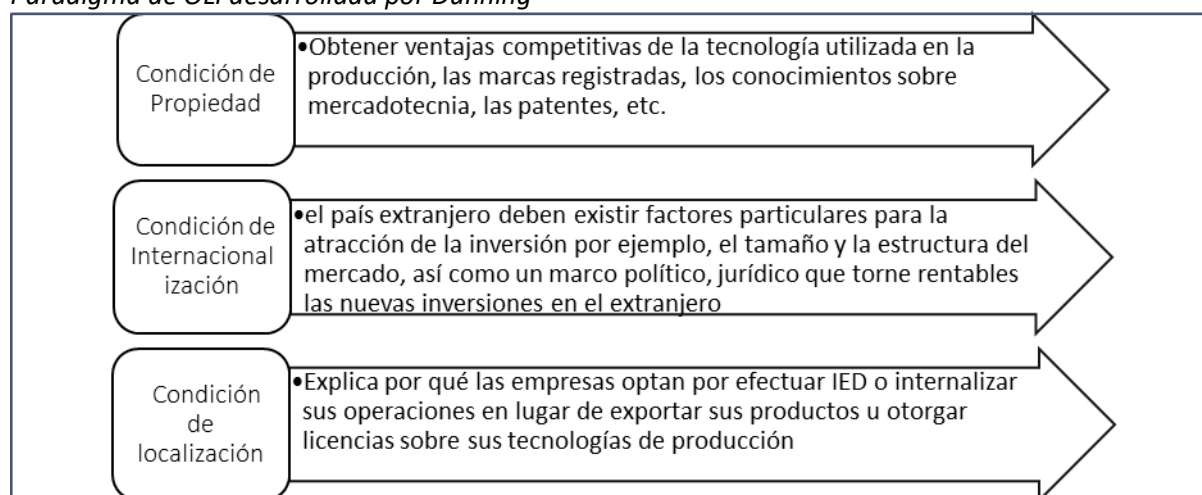 Paradigma de OLI desarrollada por Dunning
Condición de
Propiedad
•Obtener ventajas competitivas de la tecnología utilizada en la
producción, las marcas registradas, los conocimientos sobre
mercadotecnia, las patentes, etc.
Condición de
Internacional
ización
•el país extranjero deben existir factores particulares para la
atracción de la inversión por ejemplo, el tamaño y la estructura del
mercado, así como un marco político, jurídico que torne rentables
las nuevas inversiones en el extranjero
Condición
de
localización
•Explica por qué las empresas optan por efectuar IED o internalizar
sus operaciones en lugar de exportar sus productos u otorgar
licencias sobre sus tecnologías de producción